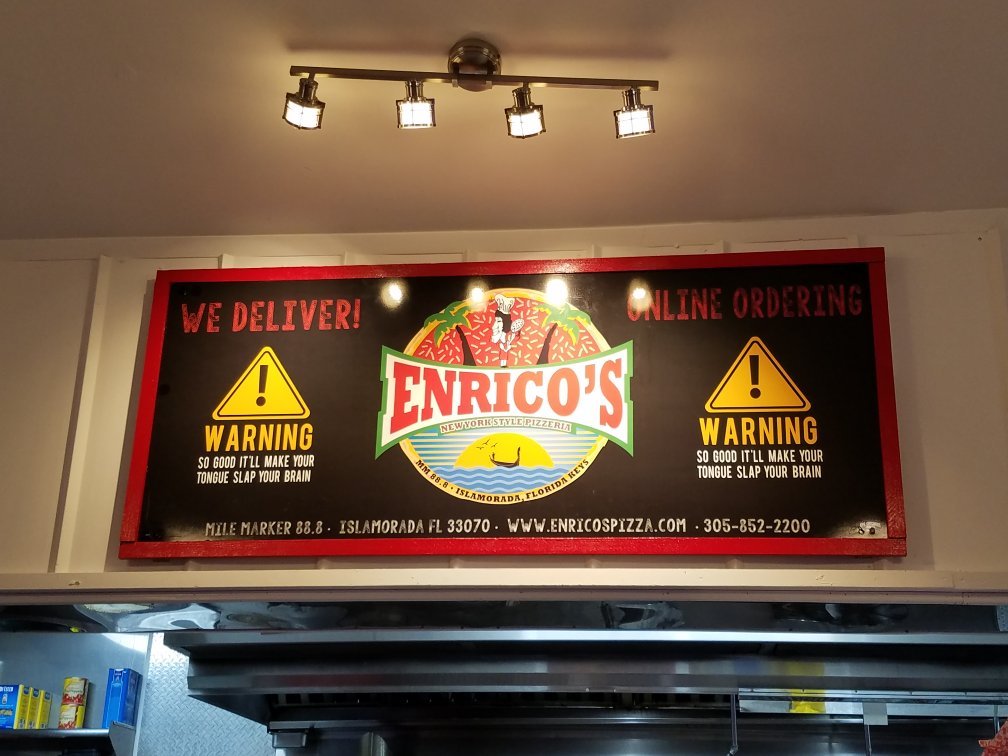 WE DELIVER!
ONLINE ORDERING
ENRICO'S
NEW YORK STYLE PIZZERIA
MM 88.8 · ISLAMORADA, FLORIDA KEYS
WARNING
SO GOOD IT'LL MAKE YOUR
TONGUE SLAP YOUR BRAIN
WARNING
SO GOOD IT'LL MAKE YOUR
TONGUE SLAP YOUR BRAIN
MILE MARKER 88.8 · ISLAMORADA FL 33070 · WWW.ENRICOSPIZZA.COM · 305-852-2200